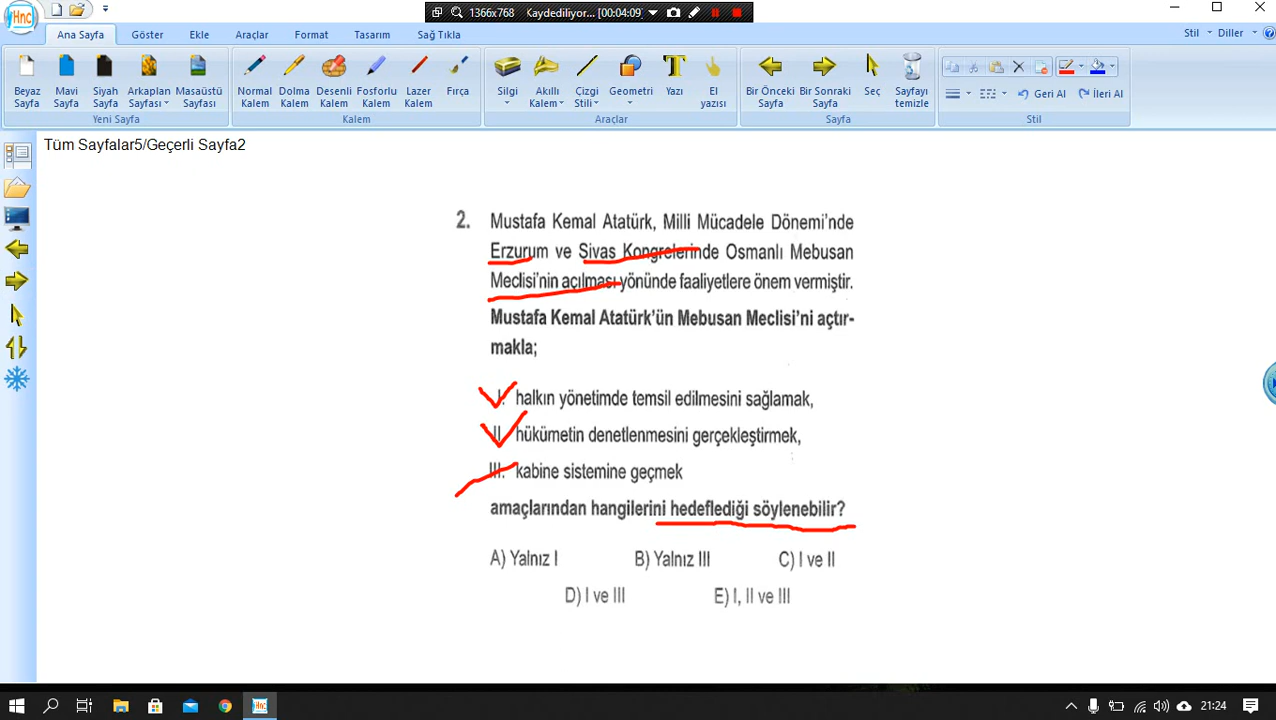 1366x768 Kaydediliyor... [00:04:09]
Hnc
Ana Sayfa Göster Ekle Araçlar Format Tasarım Sağ Tıkla Stil Diller
Beyaz Sayfa Mavi Sayfa Siyah Sayfa Arkaplan Sayfası Masaüstü Sayfası
Normal Kalem Dolma Kalem Desenli Kalem Fosforlu Kalem Lazer Kalem Fırça
Silgi Akıllı Kalem Çizgi Stili Geometri Yazı El yazısı
Bir Önceki Sayfa Bir Sonraki Sayfa Seç Sayfayı temizle
Geri Al İleri Al
Yeni Sayfa Kalem Araçlar Sayfa Stil
Tüm Sayfalar5/Geçerli Sayfa2
2. Mustafa Kemal Atatürk, Milli Mücadele Dönemi'nde
Erzurum ve Sivas Kongrelerinde Osmanlı Mebusan
Meclisi'nin açılması yönünde faaliyetlere önem vermiştir.
Mustafa Kemal Atatürk'ün Mebusan Meclisi'ni açtır-
makla;
I. halkın yönetimde temsil edilmesini sağlamak,
II. hükümetin denetlenmesini gerçekleştirmek,
III. kabine sistemine geçmek
amaçlarından hangilerini hedeflediği söylenebilir?
A) Yalnız I B) Yalnız III C) I ve II
D) I ve III E) I, II ve III
Hnc
21:24